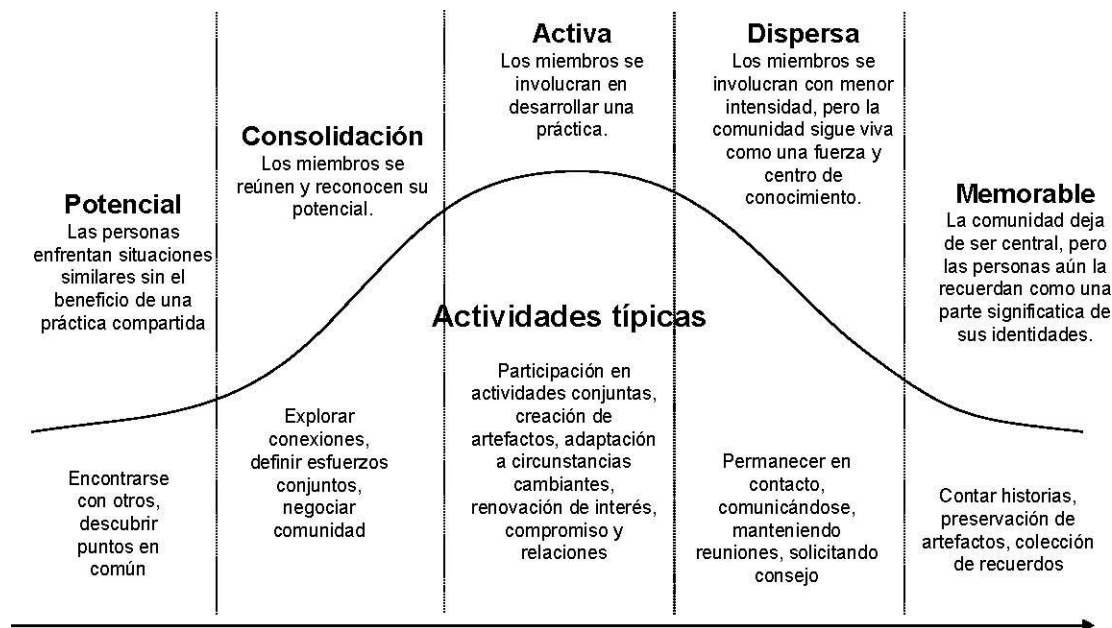 Potencial
Las personas
enfrentan situaciones
similares sin el
beneficio de una
práctica compartida
Consolidación
Los miembros se
reúnen y reconocen su
potencial.
Activa
Los miembros se
involucran en
desarrollar una
práctica.
Dispersa
Los miembros se
involucran con menor
intensidad, pero la
comunidad sigue viva
como una fuerza y
centro de
conocimiento.
Memorable
La comunidad deja
de ser central, pero
las personas aún la
recuerdan como una
parte significatica de
sus identidades.
Actividades típicas
Encontrarse
con otros,
descubrir
puntos en
común
Explorar
conexiones,
definir esfuerzos
conjuntos,
negociar
comunidad
Participación en
actividades conjuntas,
creación de
artefactos, adaptación
a circunstancias
cambiantes,
renovación de interés,
compromiso y
relaciones
Permanecer en
contacto,
comunicándose,
manteniendo
reuniones, solicitando
consejo
Contar historias,
preservación de
artefactos, colección
de recuerdos